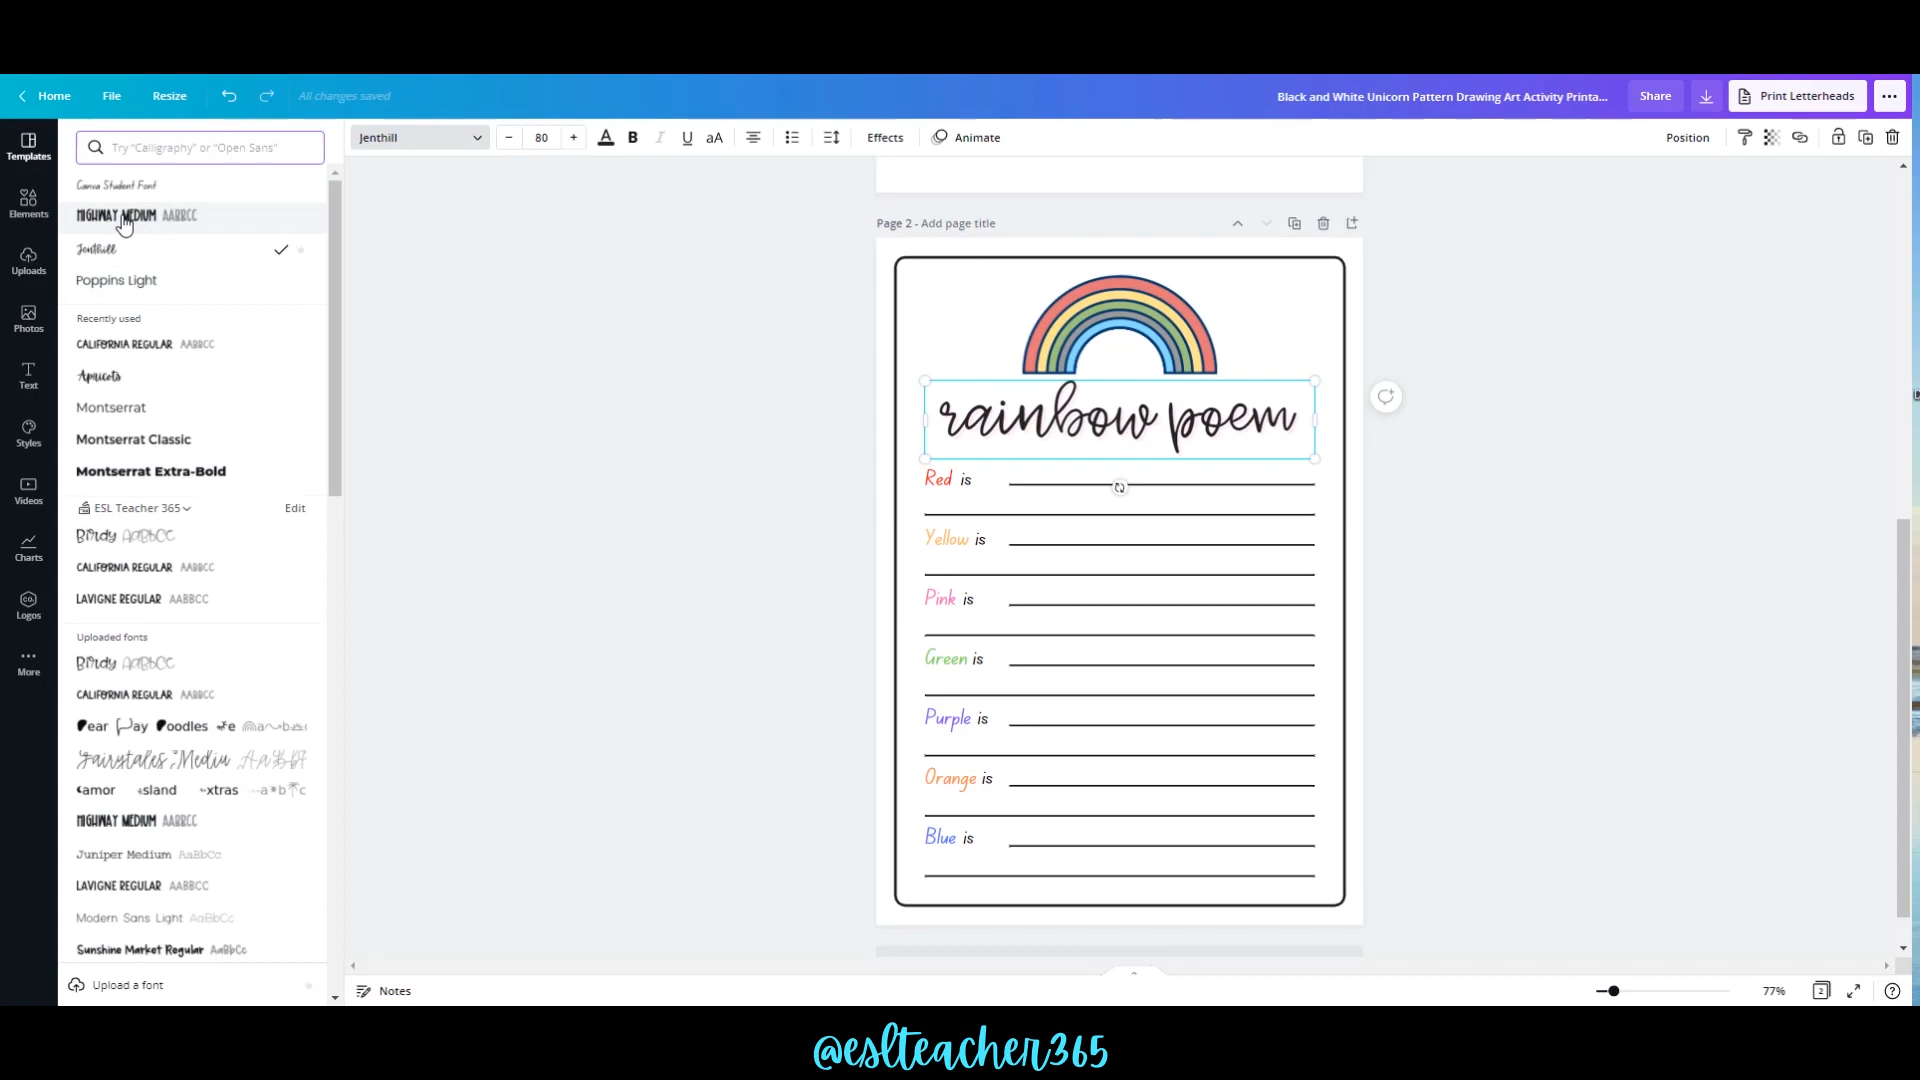 Home File Resize All changes saved Black and White Unicorn Pattern Drawing Art Activity Printa... Share Print Letterheads
Templates
Elements
Uploads
Photos
Text
Styles
Videos
Charts
Logos
More
Try "Calligraphy" or "Open Sans"
Canva Student Font
HIGHWAY MEDIUM AABBCC
Jenthill
Poppins Light
Recently used
CALIFORNIA REGULAR AABBCC
Apricots
Montserrat
Montserrat Classic
Montserrat Extra-Bold
ESL Teacher 365 Edit
Birdy AaBbCc
CALIFORNIA REGULAR AABBCC
LAVIGNE REGULAR AABBCC
Uploaded fonts
Birdy AaBbCc
CALIFORNIA REGULAR AABBCC
Fairytales Mediu
HIGHWAY MEDIUM AABBCC
Juniper Medium AaBbCc
LAVIGNE REGULAR AABBCC
Modern Sans Light AaBbCc
Sunshine Market Regular AaBbCc
Upload a font
Jenthill - 80 + A B I U aA Effects Animate Position
Page 2 - Add page title
rainbow poem
Red is
Yellow is
Pink is
Green is
Purple is
Orange is
Blue is
Notes 77% 2
@eslteacher365